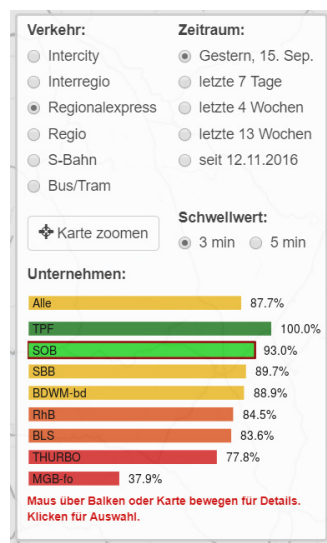 Verkehr:
Intercity
Interregio
Regionalexpress
Regio
S-Bahn
Bus/Tram
Zeitraum:
Gestern, 15. Sep.
letzte 7 Tage
letzte 4 Wochen
letzte 13 Wochen
seit 12.11.2016
Karte zoomen
Schwellwert:
3 min 5 min
Unternehmen:
Alle 87.7%
TPF 100.0%
SOB 93.0%
SBB 89.7%
BDWM-bd 88.9%
RhB 84.5%
BLS 83.6%
THURBO 77.8%
MGB-fo 37.9%
Maus über Balken oder Karte bewegen für Details.
Klicken für Auswahl.